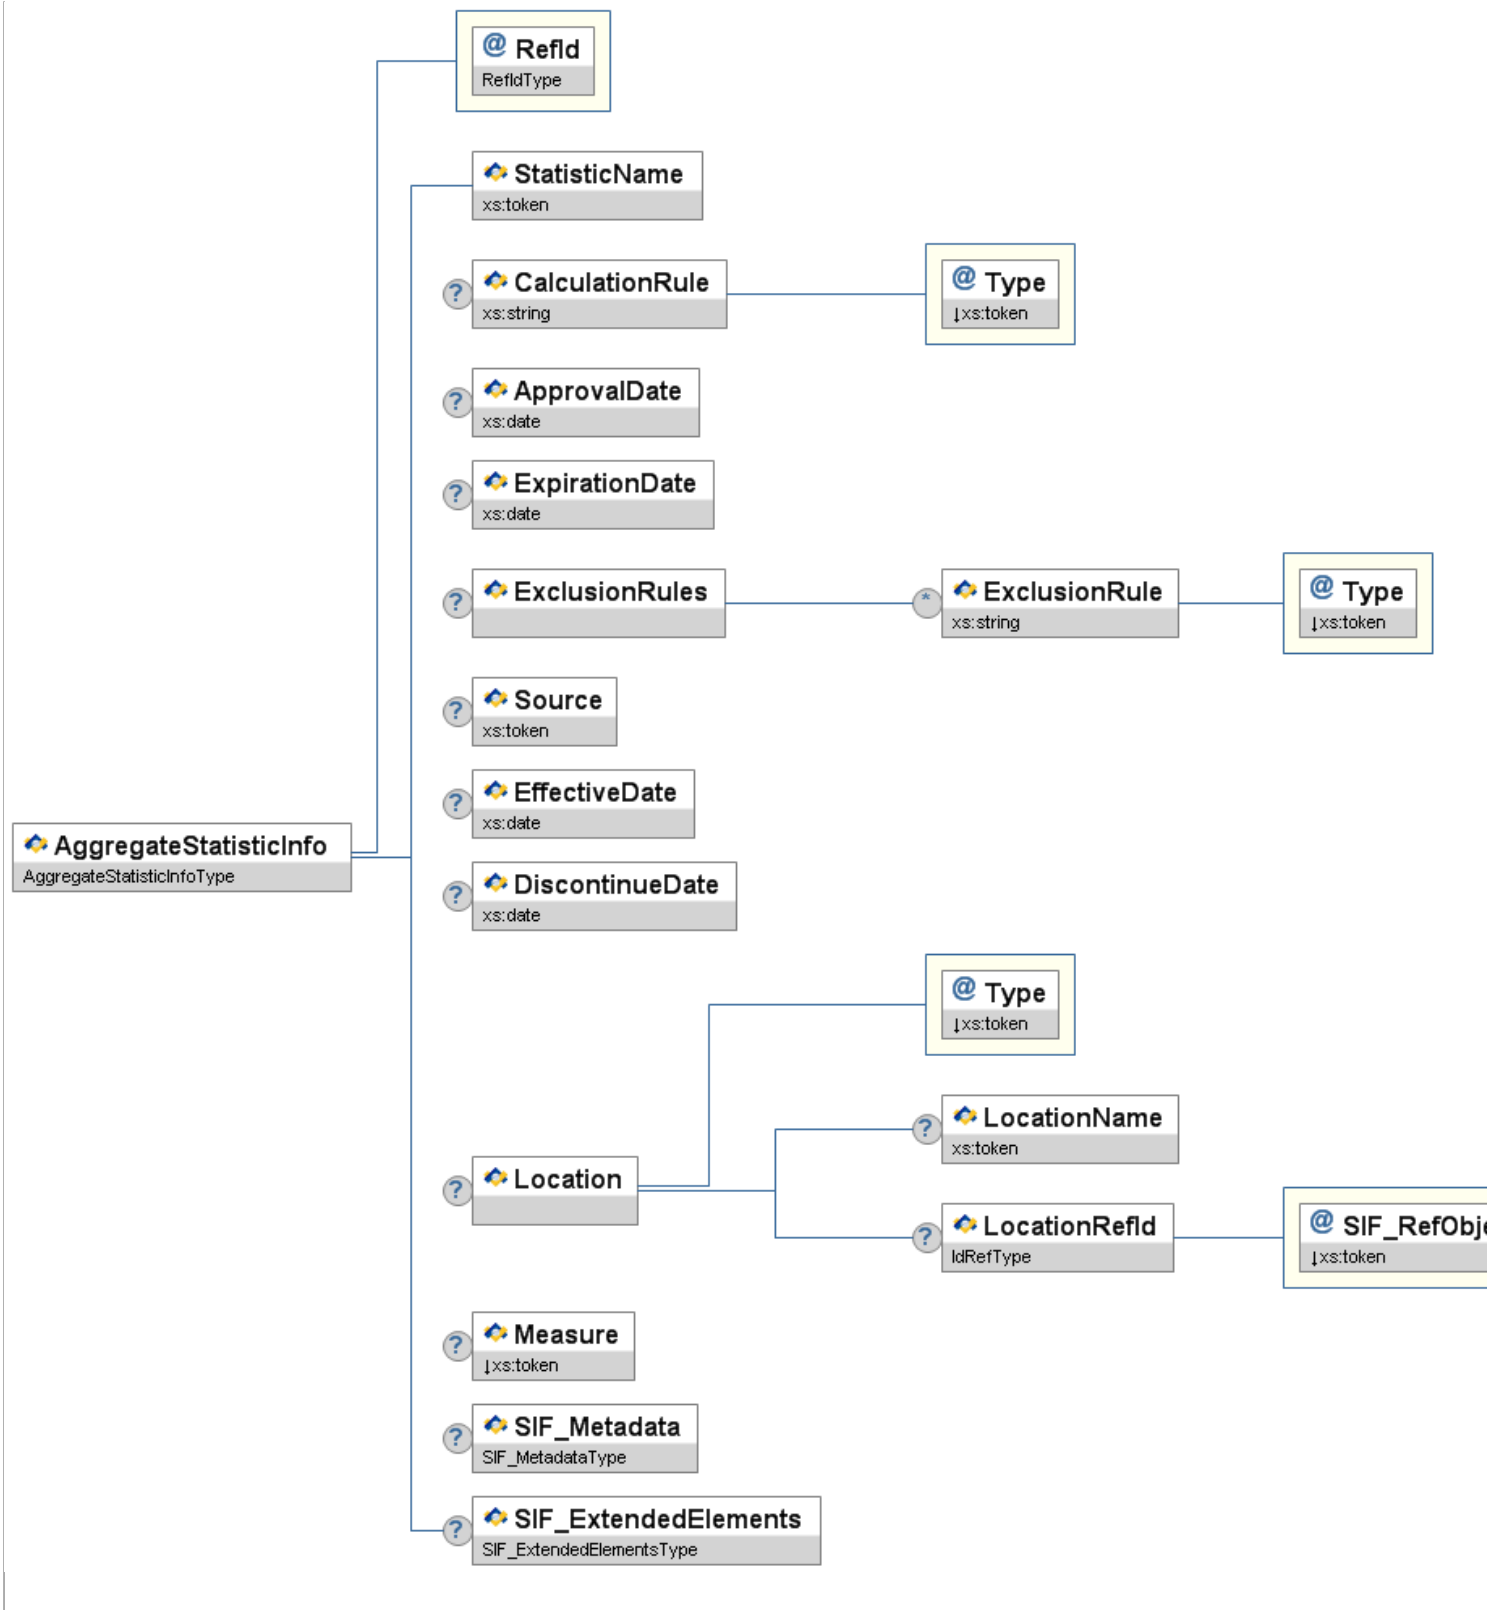 @ RefId
RefIdType
StatisticName
xs:token
? CalculationRule
xs:string
@ Type
↓xs:token
? ApprovalDate
xs:date
? ExpirationDate
xs:date
? ExclusionRules
* ExclusionRule
xs:string
@ Type
↓xs:token
? Source
xs:token
? EffectiveDate
xs:date
AggregateStatisticInfo
AggregateStatisticInfoType
? DiscontinueDate
xs:date
@ Type
↓xs:token
? LocationName
xs:token
? Location
? LocationRefId
IdRefType
@ SIF_RefObje
↓xs:token
? Measure
↓xs:token
? SIF_Metadata
SIF_MetadataType
? SIF_ExtendedElements
SIF_ExtendedElementsType